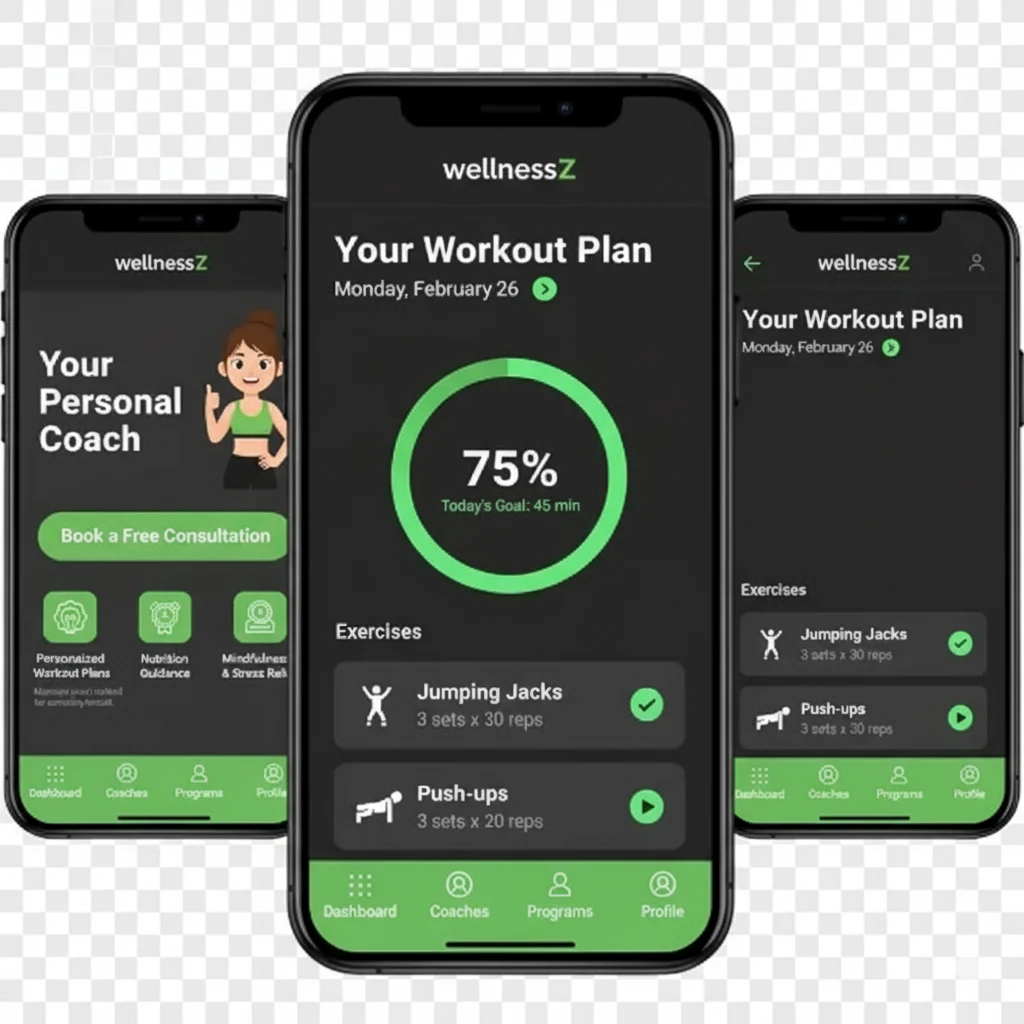 wellnessZ
Your
Personal
Coach
Book a Free Consultation
Personalized
Workout Plans
Nutrition
Guidance
Mindfulness
& Stress
Dashboard
Coaches
Programs
wellnessZ
Your Workout Plan
Monday, February 26
75%
Today's Goal: 45 min
Exercises
Jumping Jacks
3 sets x 30 reps
Push-ups
3 sets x 20 reps
Dashboard
Coaches
Programs
Profile
wellnessZ
Your Workout Plan
Monday, February 26
Exercises
Jumping Jacks
3 sets x 30 reps
Push-ups
3 sets x 30 reps
Dashboard
Coaches
Programs
Profile